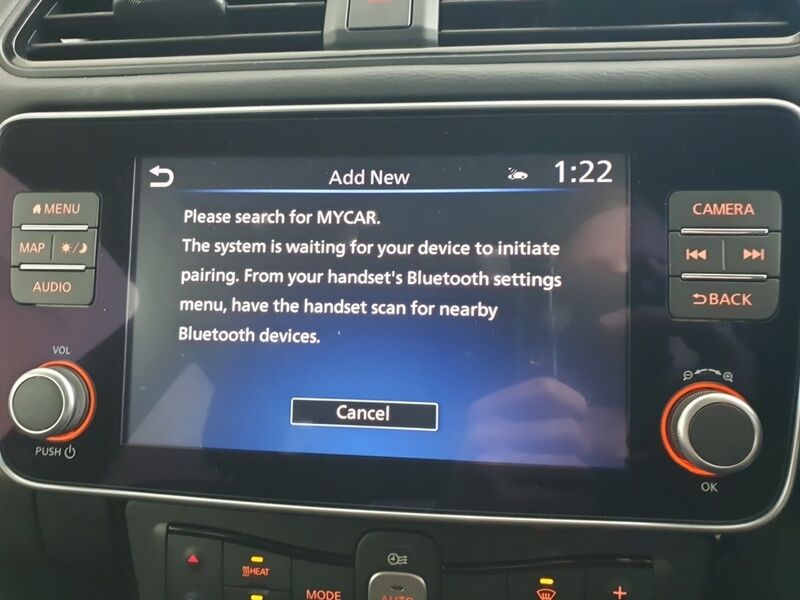 Add New
1:22
Please search for MYCAR.
The system is waiting for your device to initiate
pairing. From your handset's Bluetooth settings
menu, have the handset scan for nearby
Bluetooth devices.
Cancel
MENU
MAP
AUDIO
VOL
PUSH
CAMERA
BACK
OK
HEAT
MODE
AUTO